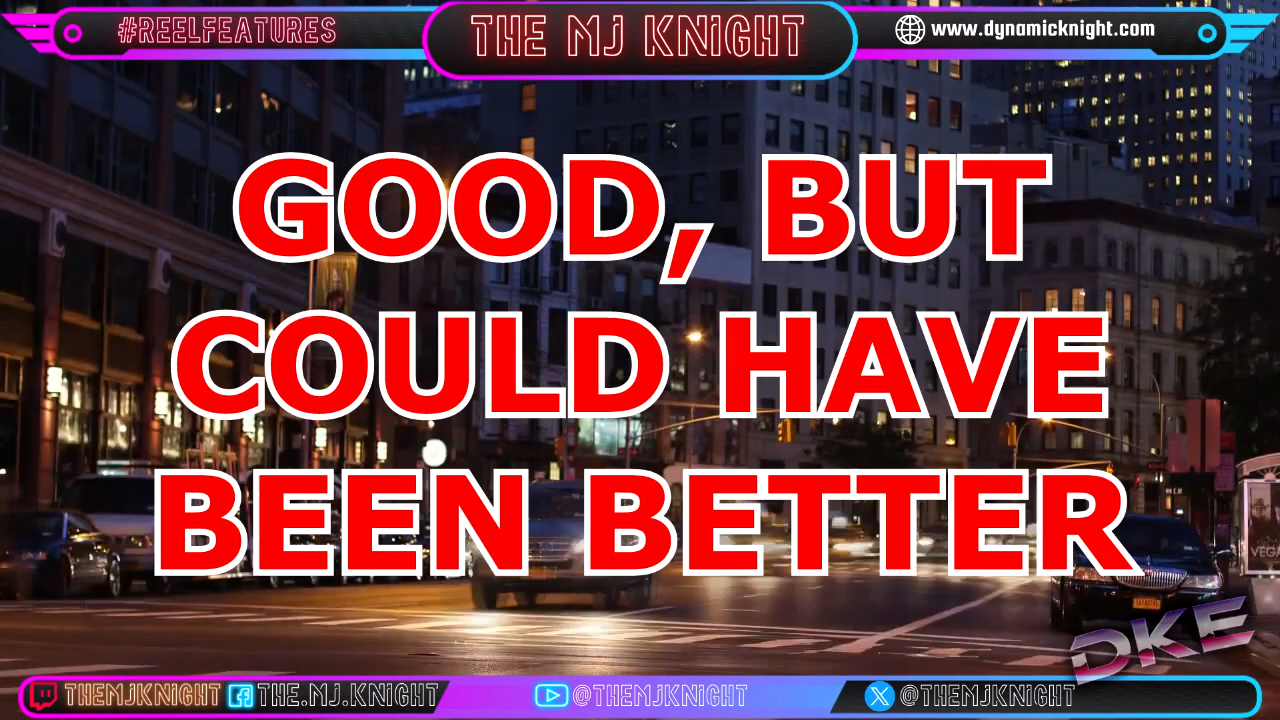 #REELFEATURES
THE MJ KNIGHT
www.dynamicknight.com
GOOD, BUT
COULD HAVE
BEEN BETTER
VEGA
DKE
THEMJKNIGHT
THE.MJ.KNIGHT
@THEMJKNIGHT
@THEMJKNIGHT